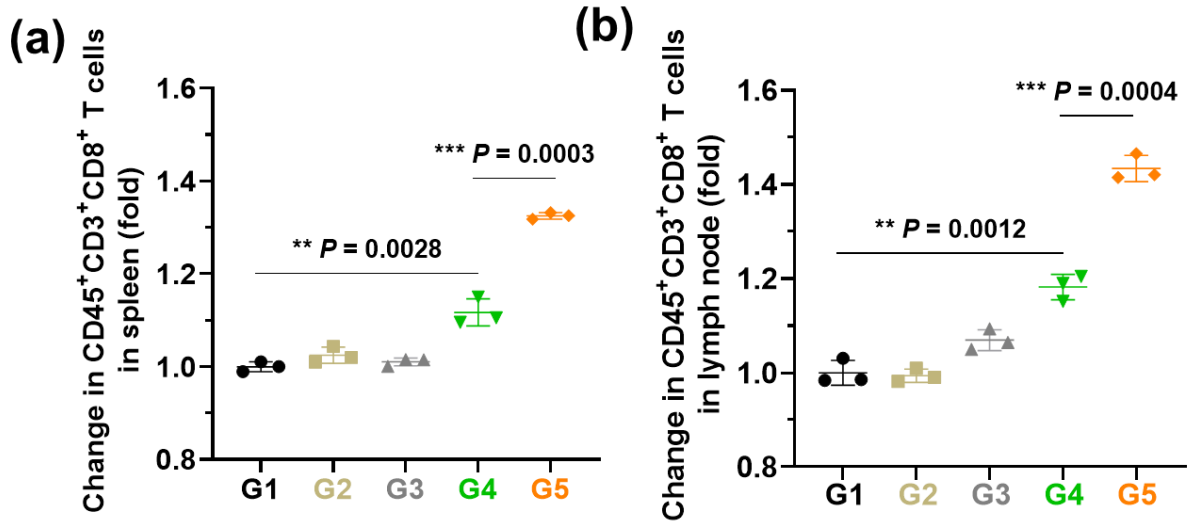 (a)
Change in CD45⁺CD3⁺CD8⁺ T cells
in spleen (fold)
1.6
1.4
1.2
1.0
0.8
*** P = 0.0003
** P = 0.0028
G1 G2 G3 G4 G5
(b)
Change in CD45⁺CD3⁺CD8⁺ T cells
in lymph node (fold)
1.6
1.4
1.2
1.0
0.8
*** P = 0.0004
** P = 0.0012
G1 G2 G3 G4 G5